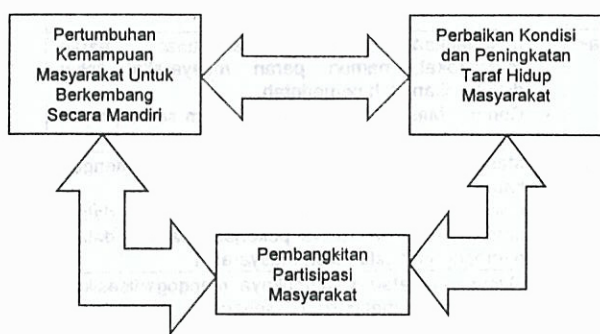 Pertumbuhan
Kemampuan
Masyarakat Untuk
Berkembang
Secara Mandiri
Perbaikan Kondisi
dan Peningkatan
Taraf Hidup
Masyarakat
Pembangkitan
Partisipasi
Masyarakat